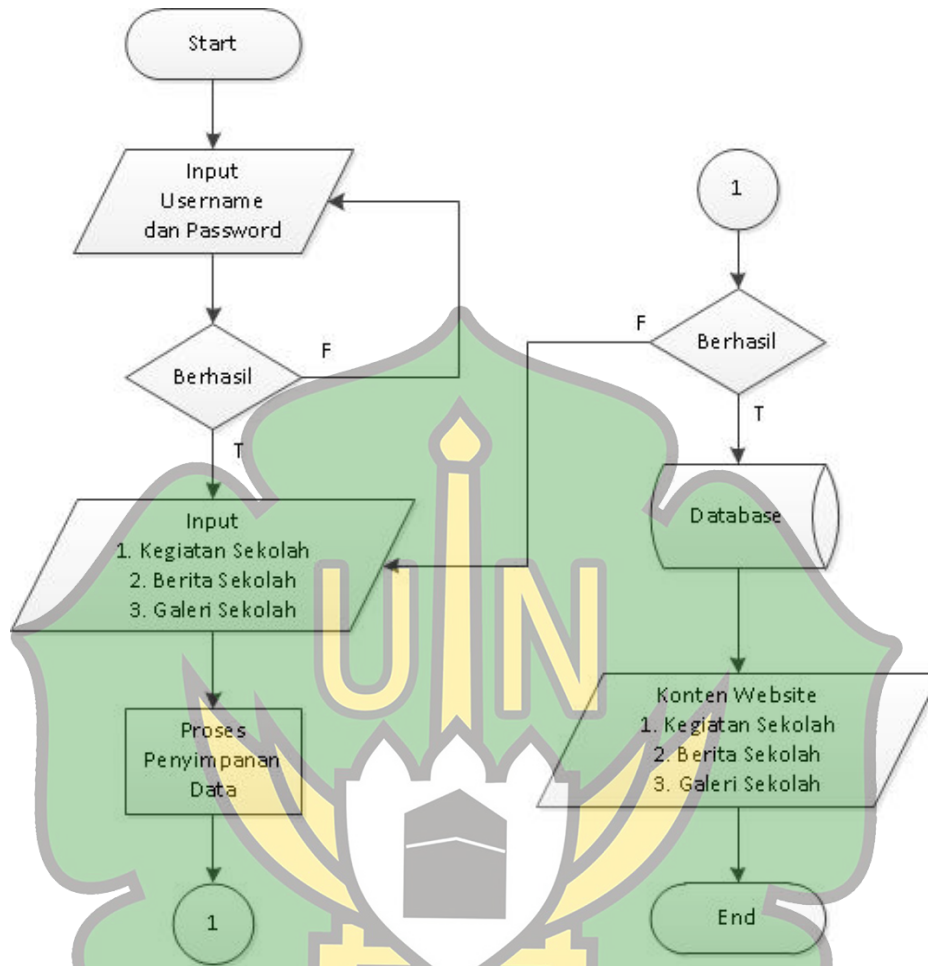 Start
Input
Username
dan Password
Berhasil
F
T
Input
1. Kegiatan Sekolah
2. Berita Sekolah
3. Galeri Sekolah
Proses
Penyimpanan
Data
1
1
Berhasil
F
T
Database
Konten Website
1. Kegiatan Sekolah
2. Berita Sekolah
3. Galeri Sekolah
End
UIN